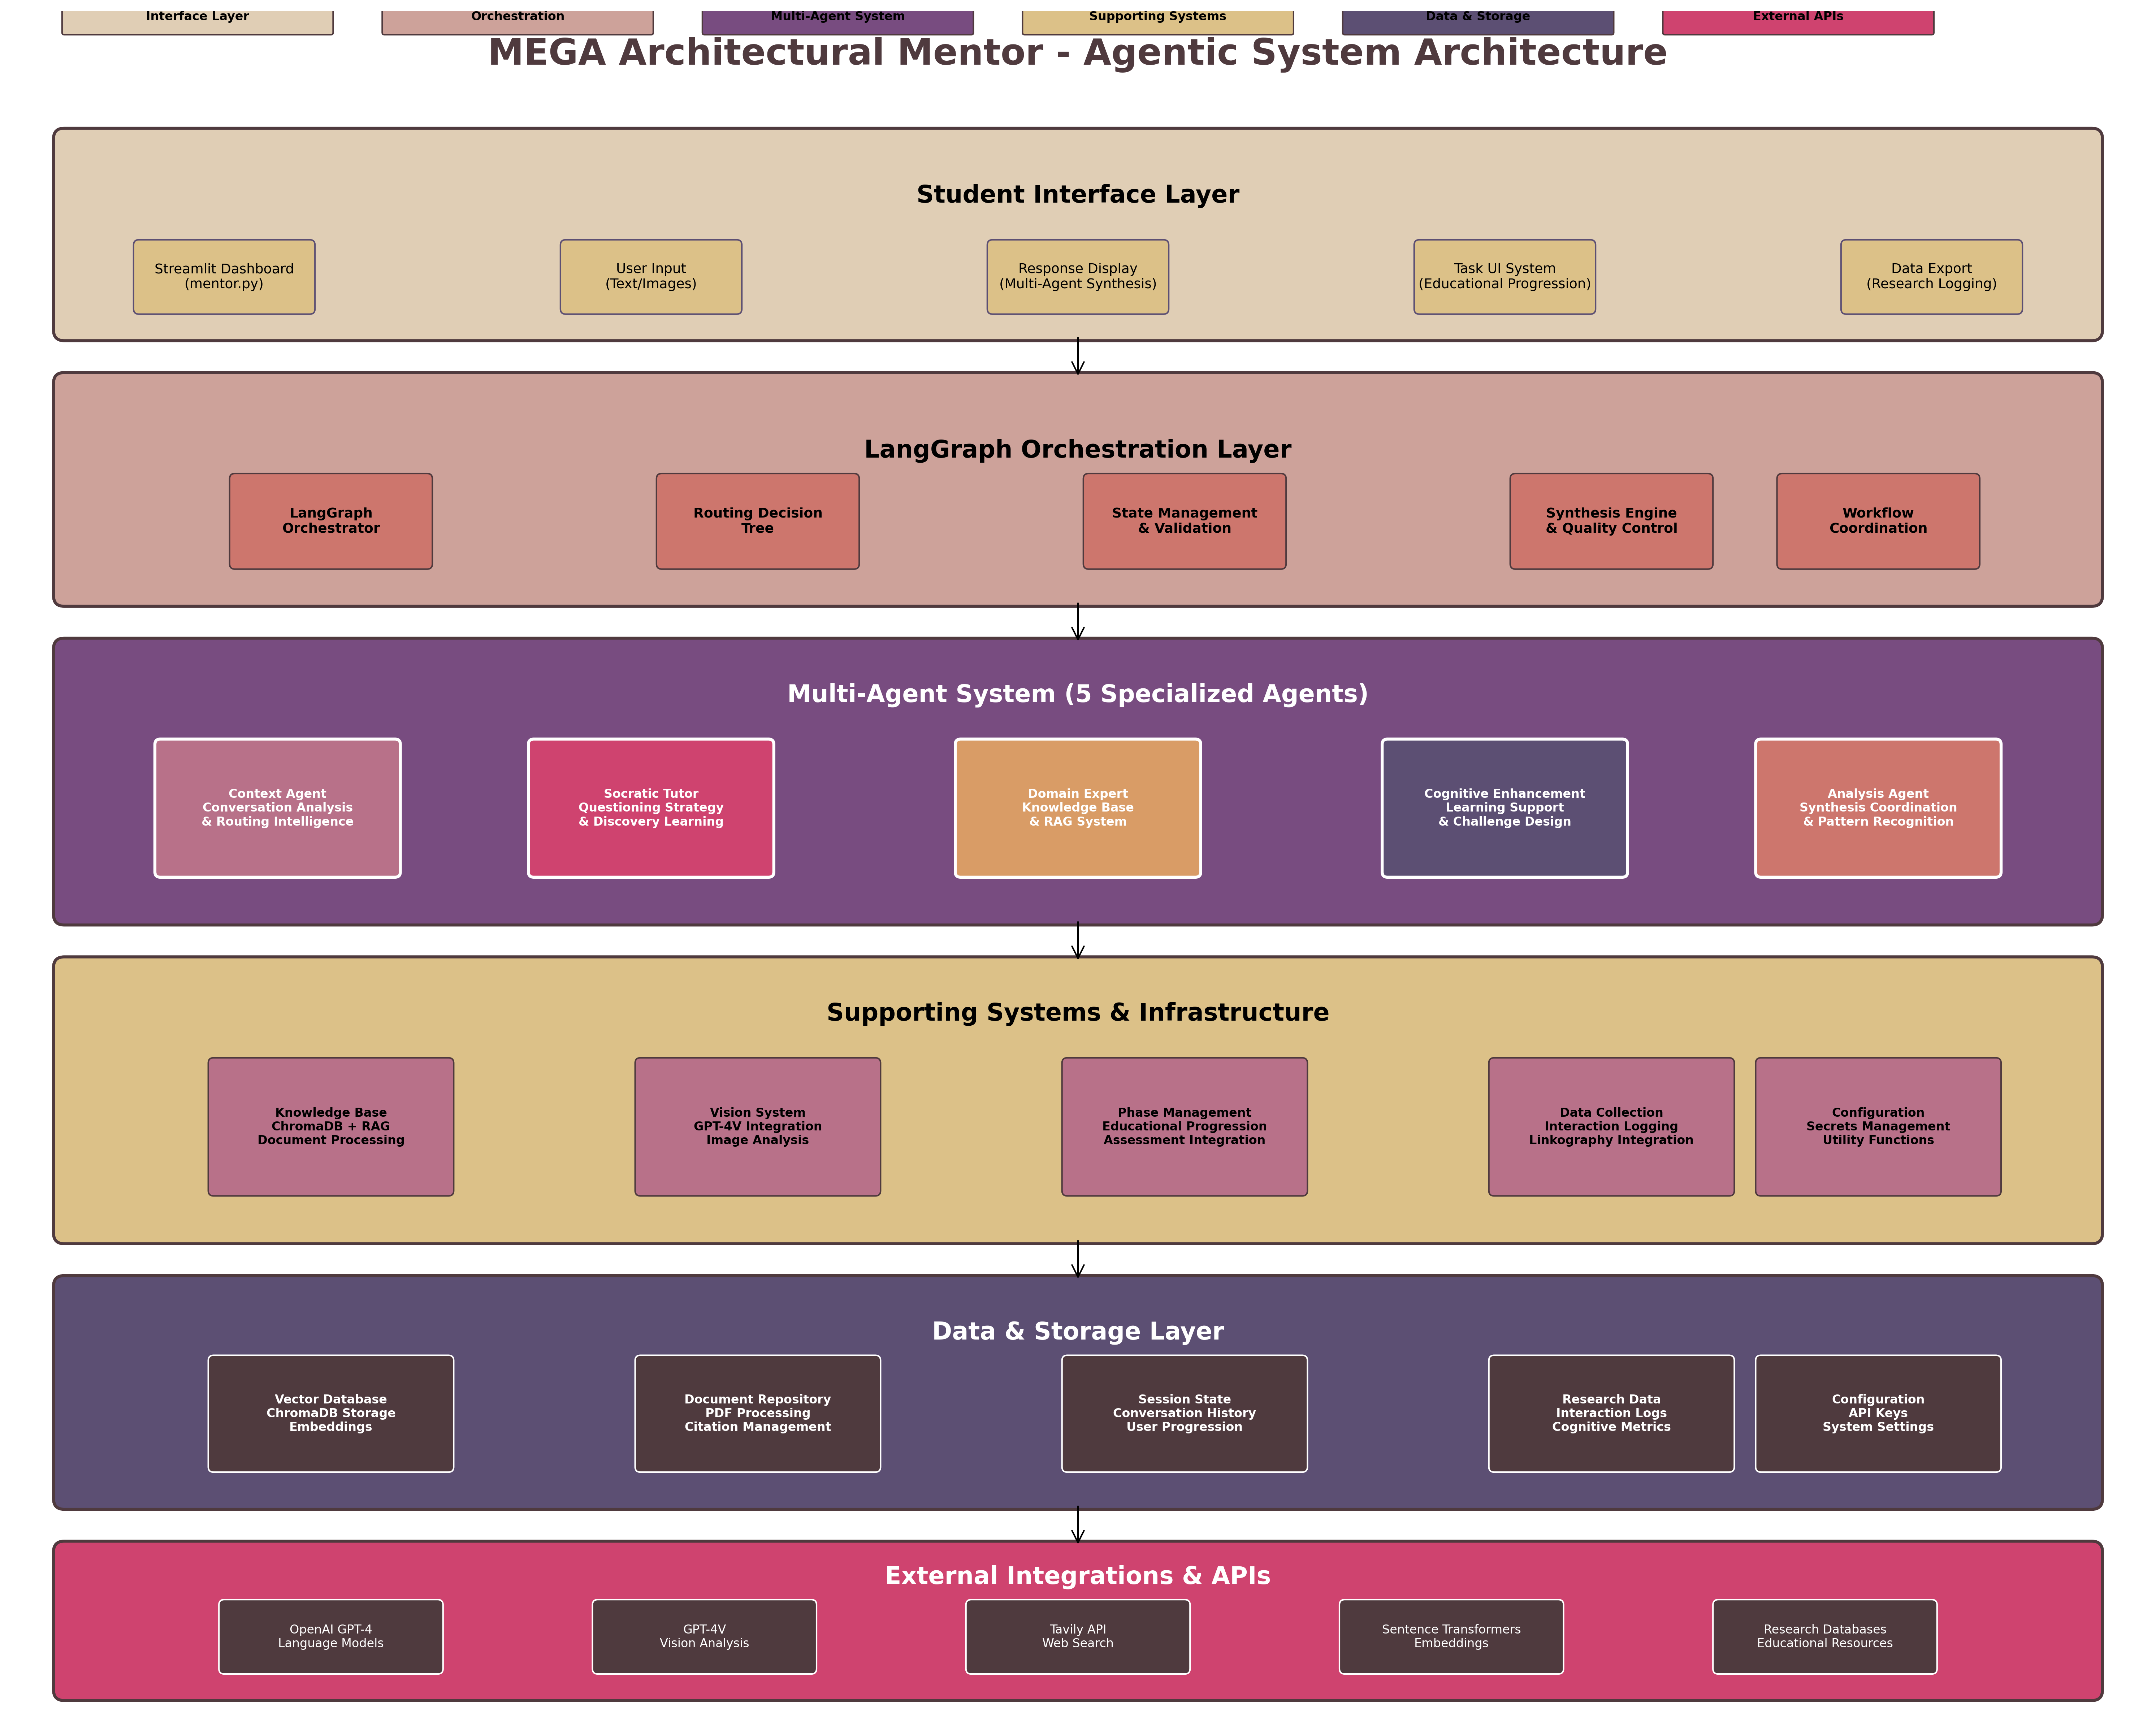 Interface Layer
Orchestration
Multi-Agent System
Supporting Systems
Data & Storage
External APIs
MEGA Architectural Mentor - Agentic System Architecture
Student Interface Layer
Streamlit Dashboard
(mentor.py)
User Input
(Text/Images)
Response Display
(Multi-Agent Synthesis)
Task UI System
(Educational Progression)
Data Export
(Research Logging)
LangGraph Orchestration Layer
LangGraph
Orchestrator
Routing Decision
Tree
State Management
& Validation
Synthesis Engine
& Quality Control
Workflow
Coordination
Multi-Agent System (5 Specialized Agents)
Context Agent
Conversation Analysis
& Routing Intelligence
Socratic Tutor
Questioning Strategy
& Discovery Learning
Domain Expert
Knowledge Base
& RAG System
Cognitive Enhancement
Learning Support
& Challenge Design
Analysis Agent
Synthesis Coordination
& Pattern Recognition
Supporting Systems & Infrastructure
Knowledge Base
ChromaDB + RAG
Document Processing
Vision System
GPT-4V Integration
Image Analysis
Phase Management
Educational Progression
Assessment Integration
Data Collection
Interaction Logging
Linkography Integration
Configuration
Secrets Management
Utility Functions
Data & Storage Layer
Vector Database
ChromaDB Storage
Embeddings
Document Repository
PDF Processing
Citation Management
Session State
Conversation History
User Progression
Research Data
Interaction Logs
Cognitive Metrics
Configuration
API Keys
System Settings
External Integrations & APIs
OpenAI GPT-4
Language Models
GPT-4V
Vision Analysis
Tavily API
Web Search
Sentence Transformers
Embeddings
Research Databases
Educational Resources